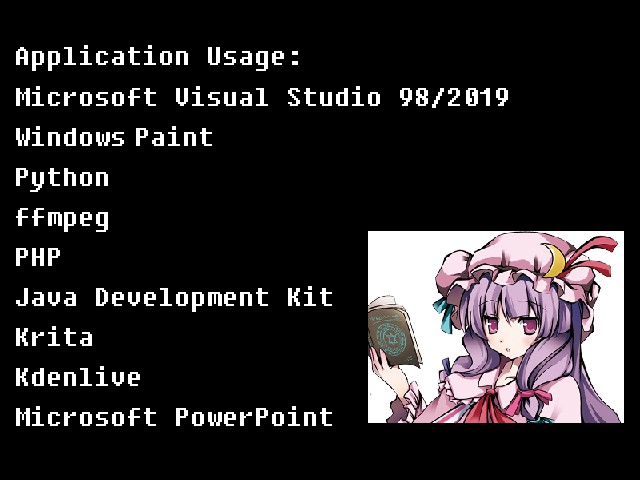 Application Usage:
Microsoft Visual Studio 98/2019
Windows Paint
Python
ffmpeg
PHP
Java Development Kit
Krita
Kdenlive
Microsoft PowerPoint